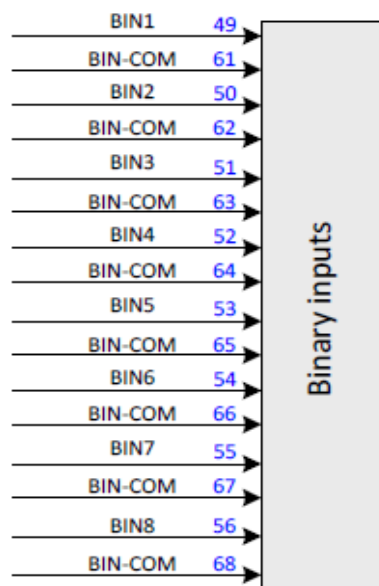 BIN1 49
BIN-COM 61
BIN2 50
BIN-COM 62
BIN3 51
BIN-COM 63
BIN4 52
BIN-COM 64
BIN5 53
BIN-COM 65
BIN6 54
BIN-COM 66
BIN7 55
BIN-COM 67
BIN8 56
BIN-COM 68
Binary inputs